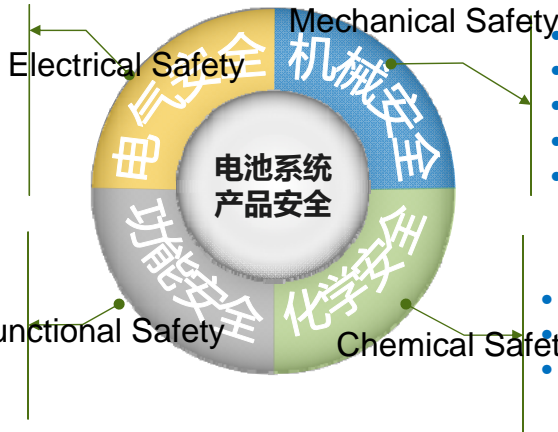 Mechanical Safety
Electrical Safety
电气安全
机械安全
电池系统
产品安全
功能安全
化学安全
unctional Safety
Chemical Safet